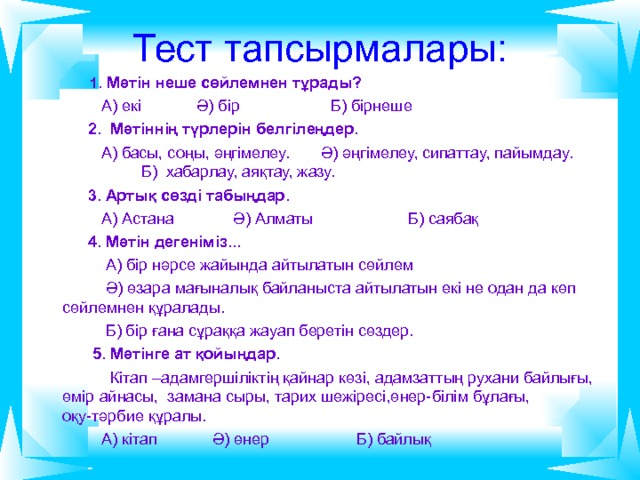 Тест тапсырмалары:
1. Мәтін неше сөйлемнен тұрады?
А) екі Ә) бір Б) бірнеше
2. Мәтіннің түрлерін белгілеңдер.
А) басы, соңы, әңгімелеу. Ә) әңгімелеу, сипаттау, пайымдау.
Б) хабарлау, аяқтау, жазу.
3. Артық сөзді табыңдар.
А) Астана Ә) Алматы Б) саябақ
4. Мәтін дегеніміз...
А) бір нәрсе жайында айтылатын сөйлем
Ә) өзара мағыналық байланыста айтылатын екі не одан да көп
сөйлемнен құралады.
Б) бір ғана сұраққа жауап беретін сөздер.
5. Мәтінге ат қойыңдар.
Кітап –адамгершіліктің қайнар көзі, адамзаттың рухани байлығы,
өмір айнасы, замана сыры, тарих шежіресі,өнер-білім бұлағы,
оқу-тәрбие құралы.
А) кітап Ә) өнер Б) байлық